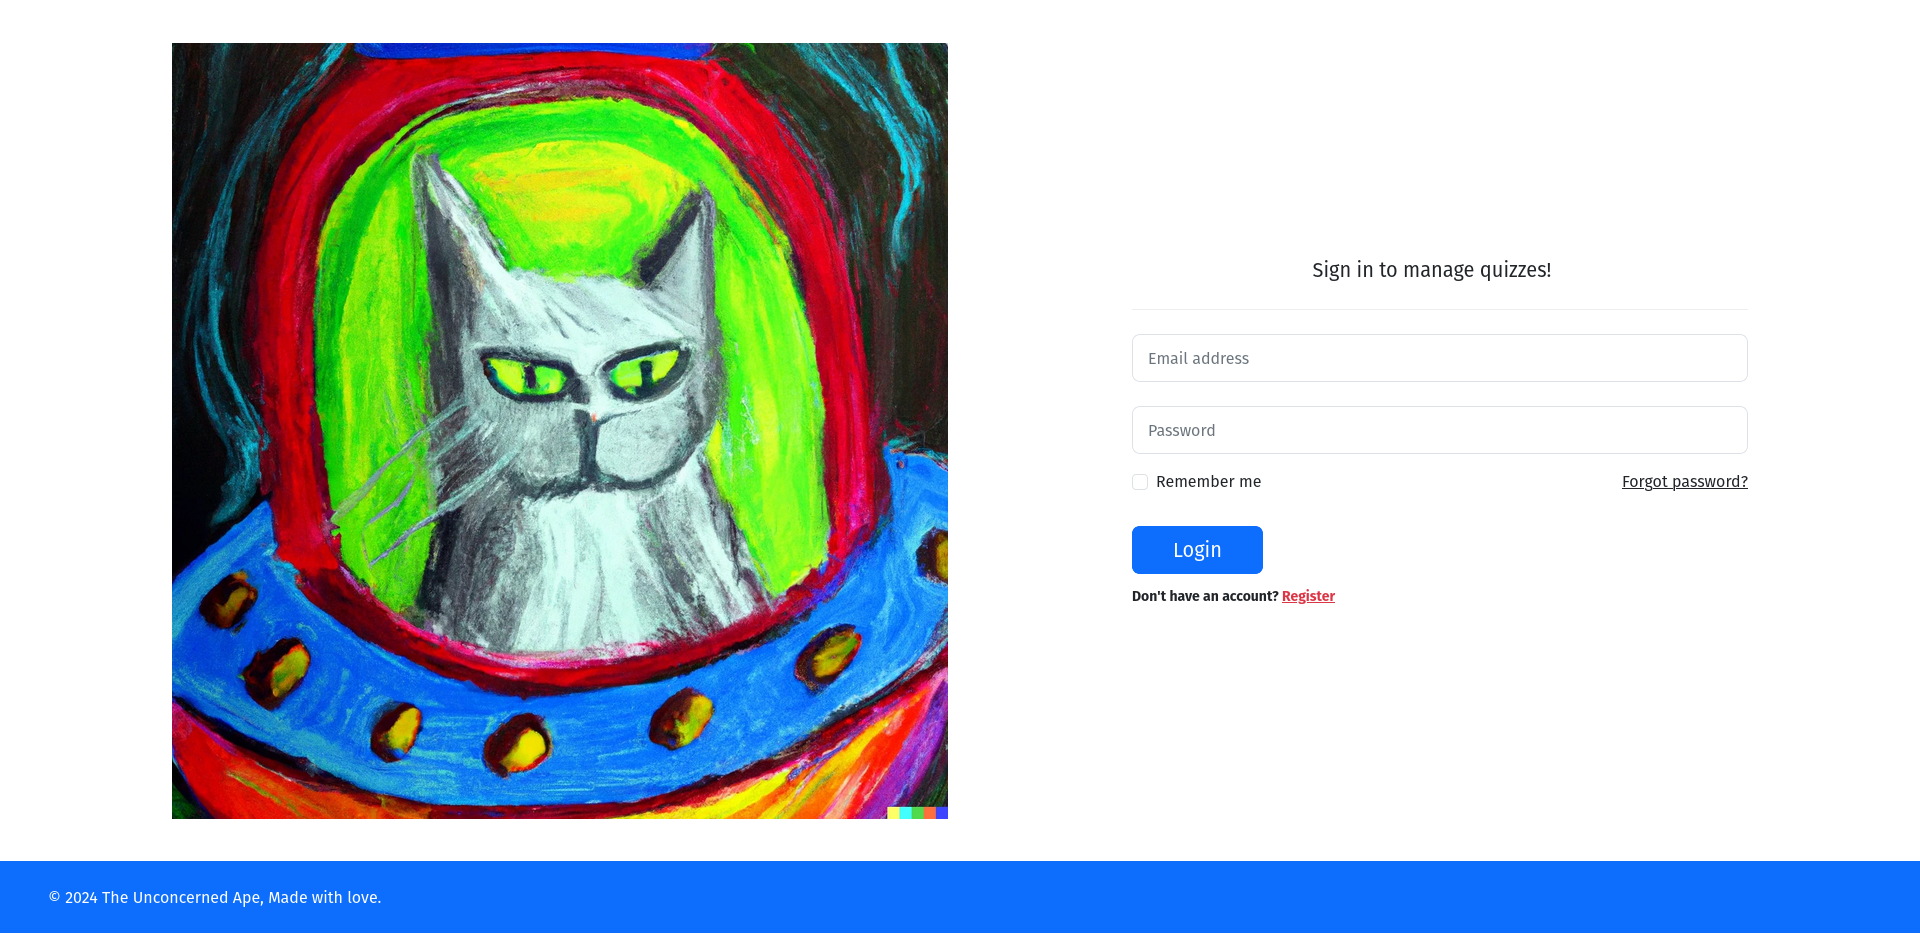 Sign in to manage quizzes!
Email address
Password
Remember me
Forgot password?
Login
Don't have an account? Register
© 2024 The Unconcerned Ape, Made with love.